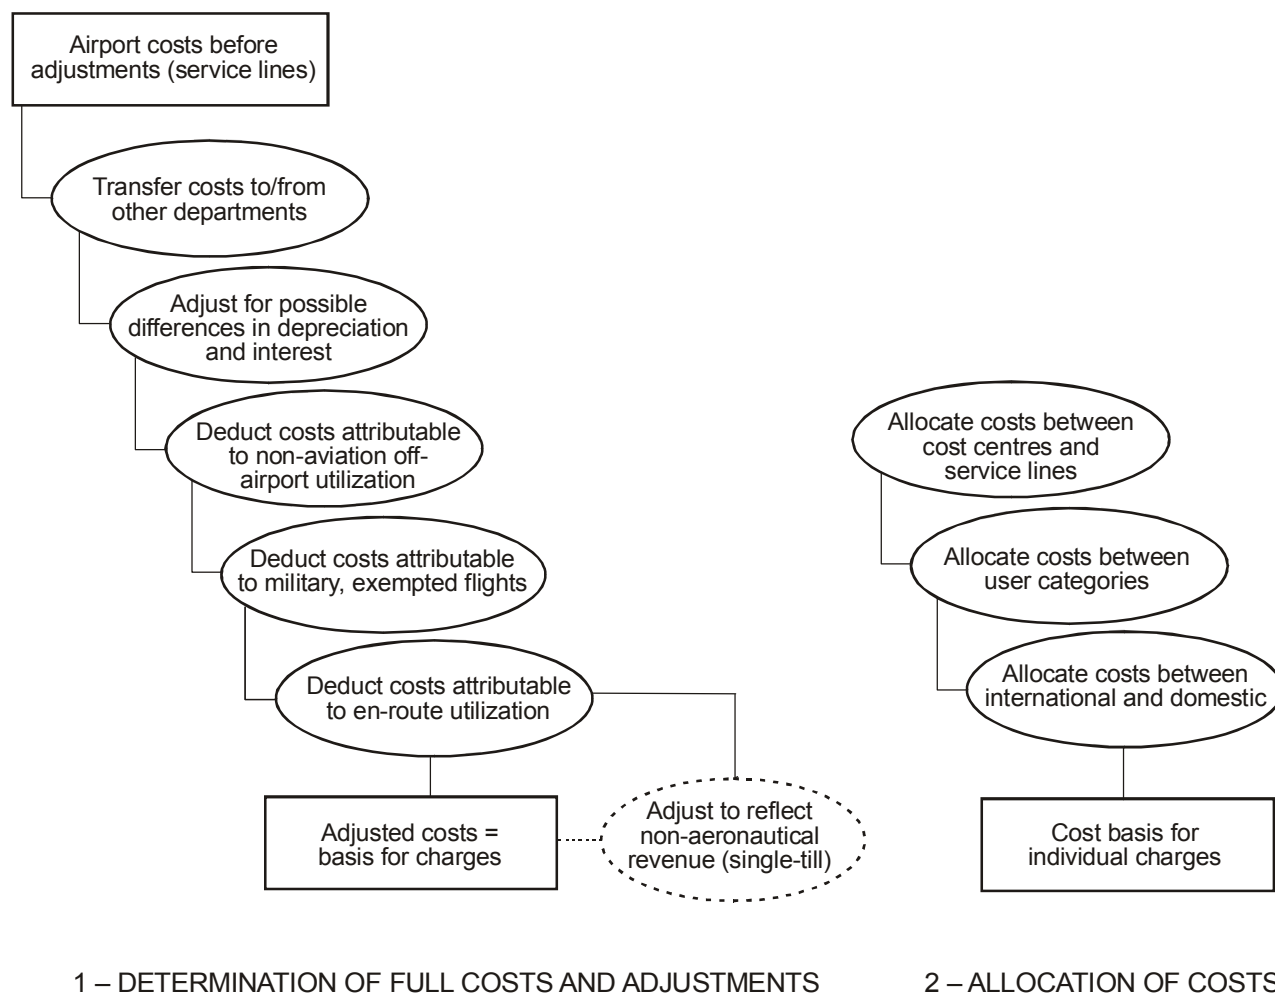 Airport costs before
adjustments (service lines)
Transfer costs to/from
other departments
Adjust for possible
differences in depreciation
and interest
Deduct costs attributable
to non-aviation off-
airport utilization
Deduct costs attributable
to military, exempted flights
Deduct costs attributable
to en-route utilization
Adjusted costs =
basis for charges
Adjust to reflect
non-aeronautical
revenue (single-till)
1 – DETERMINATION OF FULL COSTS AND ADJUSTMENTS
Allocate costs between
cost centres and
service lines
Allocate costs between
user categories
Allocate costs between
international and domestic
Cost basis for
individual charges
2 – ALLOCATION OF COSTS